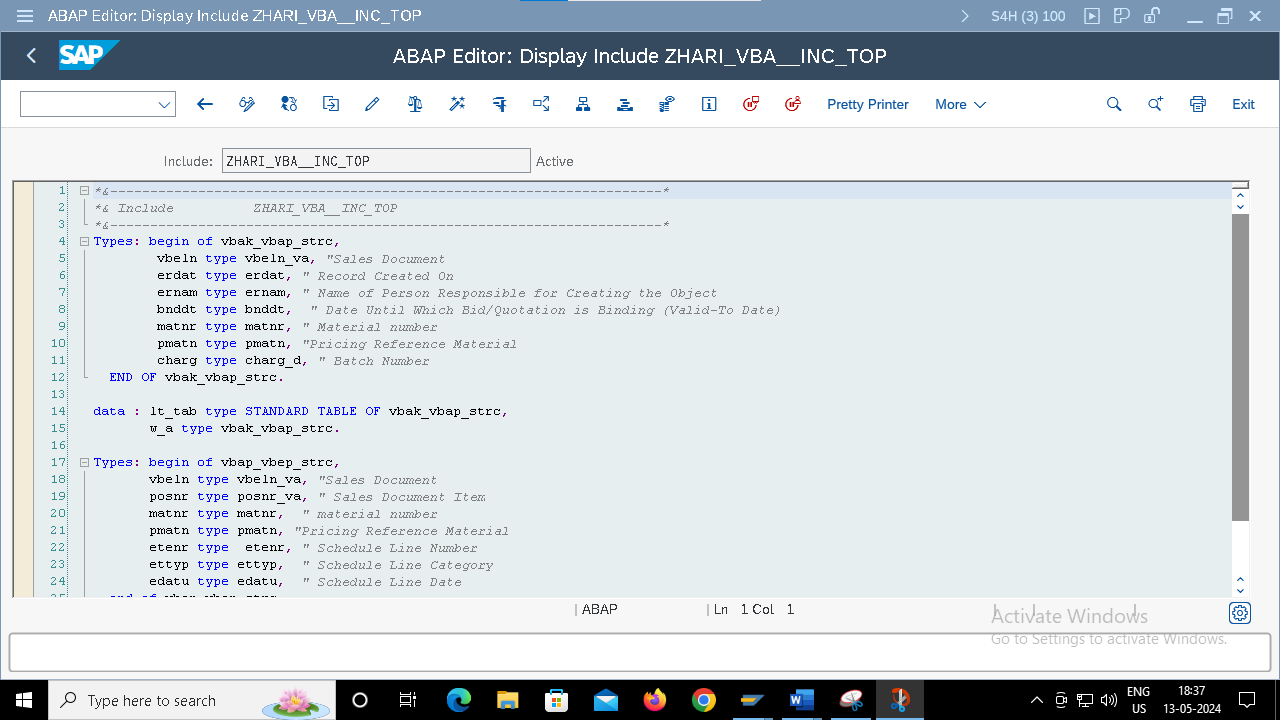 ABAP Editor: Display Include ZHARI_VBA__INC_TOP
S4H (3) 100
SAP
ABAP Editor: Display Include ZHARI_VBA__INC_TOP
Pretty Printer
More
Exit
Include: ZHARI_VBA__INC_TOP Active
1 *&---------------------------------------------------------------------*
2 *& Include          ZHARI_VBA__INC_TOP
3 *&---------------------------------------------------------------------*
4 Types: begin of vbak_vbap_strc,
5         vbeln type vbeln_va, "Sales Document
6         erdat type erdat, " Record Created On
7         ernam type ernam, " Name of Person Responsible for Creating the Object
8         bnddt type bnddt,  " Date Until Which Bid/Quotation is Binding (Valid-To Date)
9         matnr type matnr, " Material number
10         pmatn type pmatn, "Pricing Reference Material
11         charg type charg_d, " Batch Number
12   END OF vbak_vbap_strc.
13
14 data : lt_tab type STANDARD TABLE OF vbak_vbap_strc,
15        w_a type vbak_vbap_strc.
16
17 Types: begin of vbap_vbep_strc,
18        vbeln type vbeln_va, "Sales Document
19        posnr type posnr_va, " Sales Document Item
20        matnr type matnr,  " material number
21        pmatn type pmatn, "Pricing Reference Material
22        etenr type  etenr, " Schedule Line Number
23        ettyp type ettyp,  " Schedule Line Category
24        edatu type edatu,  " Schedule Line Date
ABAP
Ln 1 Col 1
Activate Windows
Go to Settings to activate Windows.
Type here to search
ENG
US
18:37
13-05-2024